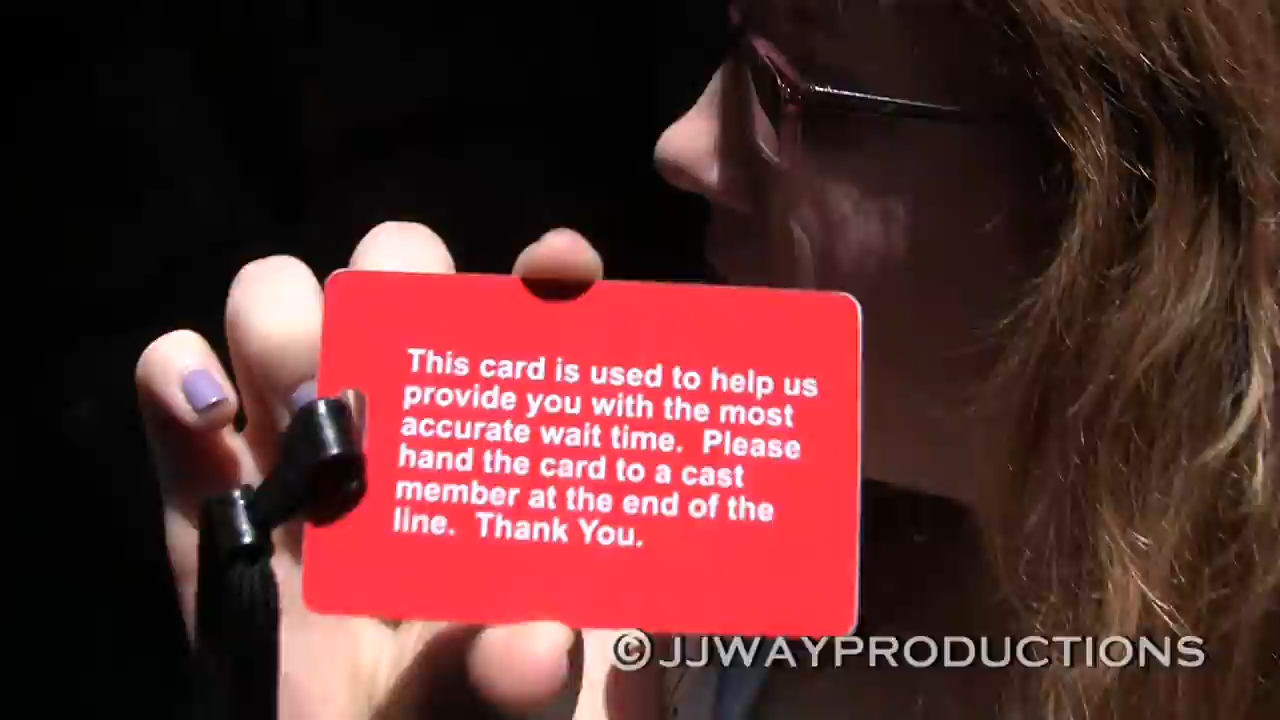 This card is used to help us
provide you with the most
accurate wait time.  Please
hand the card to a cast
member at the end of the
line.  Thank You.
© JJWAYPRODUCTIONS